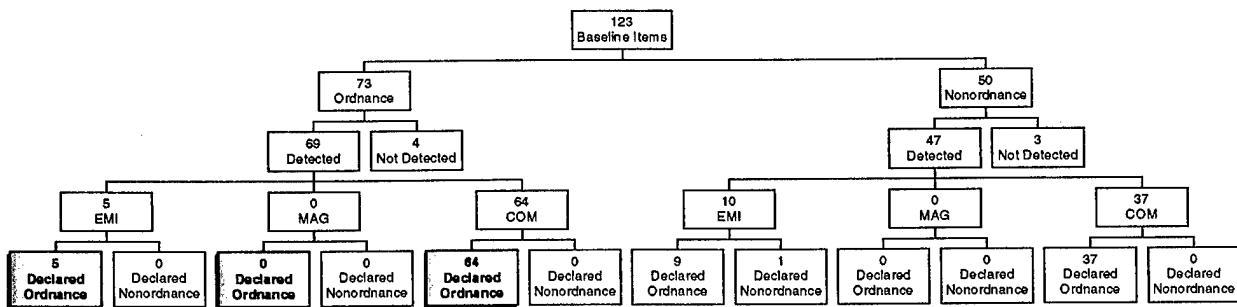 123
Baseline Items
73
Ordnance
50
Nonordnance
69
Detected
4
Not Detected
47
Detected
3
Not Detected
5
EMI
0
MAG
64
COM
10
EMI
0
MAG
37
COM
5
Declared
Ordnance
0
Declared
Nonordnance
0
Declared
Ordnance
0
Declared
Nonordnance
64
Declared
Ordnance
0
Declared
Nonordnance
9
Declared
Ordnance
1
Declared
Nonordnance
0
Declared
Ordnance
0
Declared
Nonordnance
37
Declared
Ordnance
0
Declared
Nonordnance